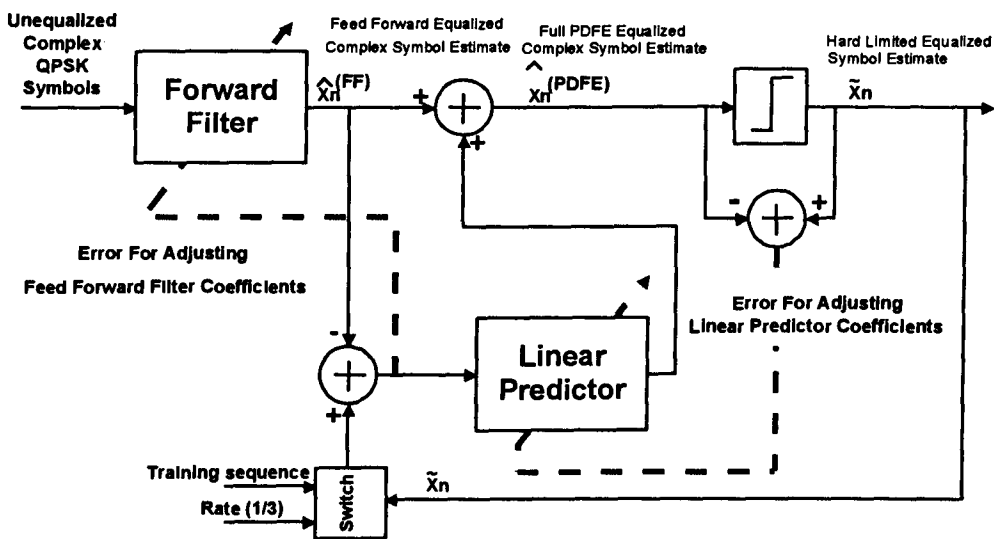 Unequalized
Complex
QPSK
Symbols
Forward
Filter
Feed Forward Equalized
Complex Symbol Estimate
X̂n(FF)
+
+
Full PDFE Equalized
Complex Symbol Estimate
X̂n(PDFE)
Hard Limited Equalized
Symbol Estimate
X̃n
-
+
Error For Adjusting
Feed Forward Filter Coefficients
Error For Adjusting
Linear Predictor Coefficients
-
+
Linear
Predictor
Training sequence
Rate (1/3)
Switch
X̃n